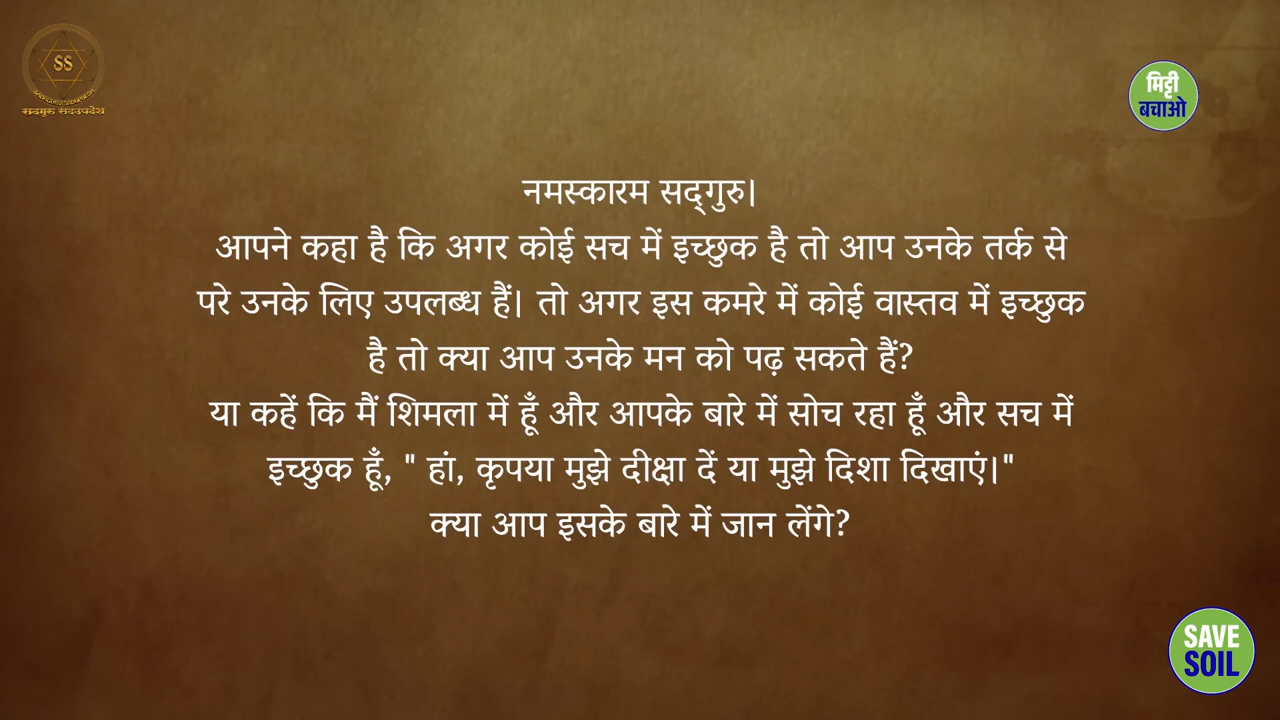 SS
सद्गुरु सदउपदेश
मिट्टी
बचाओ
नमस्कारम सद्‌गुरु।
आपने कहा है कि अगर कोई सच में इच्छुक है तो आप उनके तर्क से
परे उनके लिए उपलब्ध हैं। तो अगर इस कमरे में कोई वास्तव में इच्छुक
है तो क्या आप उनके मन को पढ़ सकते हैं?
या कहें कि मैं शिमला में हूँ और आपके बारे में सोच रहा हूँ और सच में
इच्छुक हूँ, " हां, कृपया मुझे दीक्षा दें या मुझे दिशा दिखाएं।"
क्या आप इसके बारे में जान लेंगे?
SAVE
SOIL